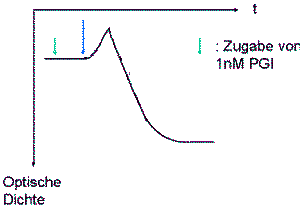 t
: Zugabe von
1nM PGI
Optische
Dichte